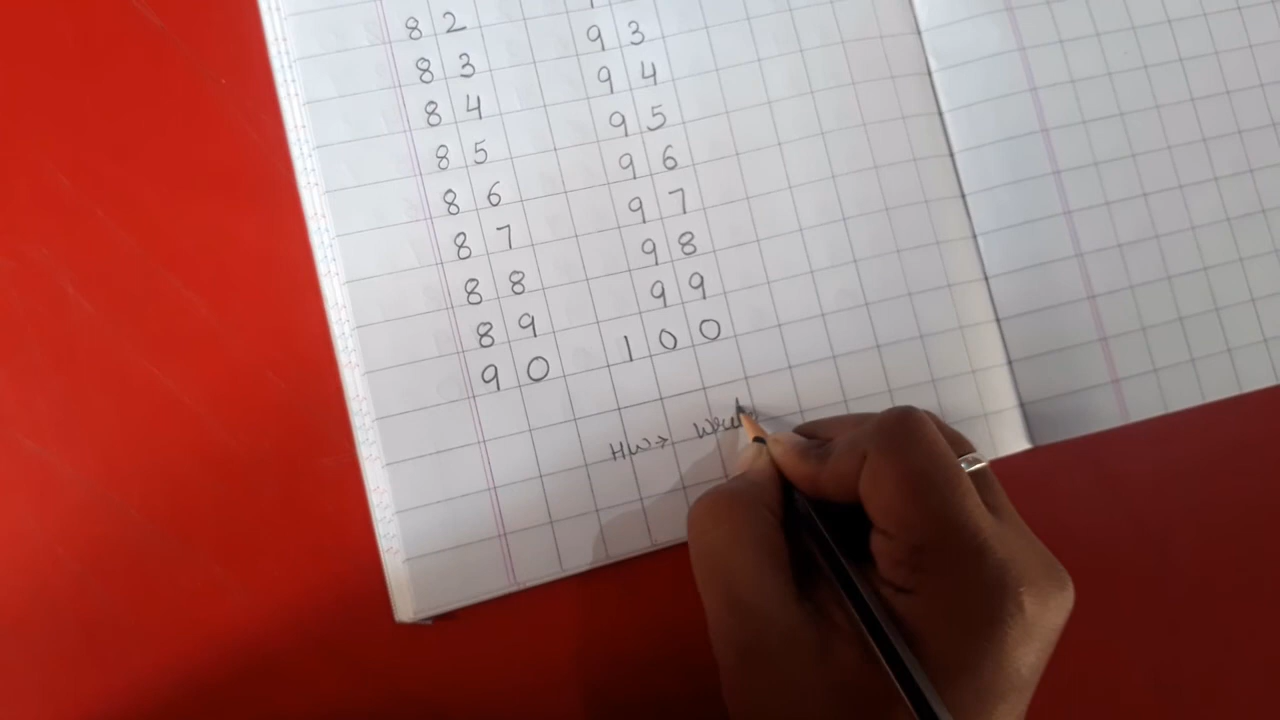 8 2 9 3
8 3 9 4
8 4 9 5
8 5 9 6
8 6 9 7
8 7 9 8
8 8 9 9
8 9 1 0 0
9 0
HW→